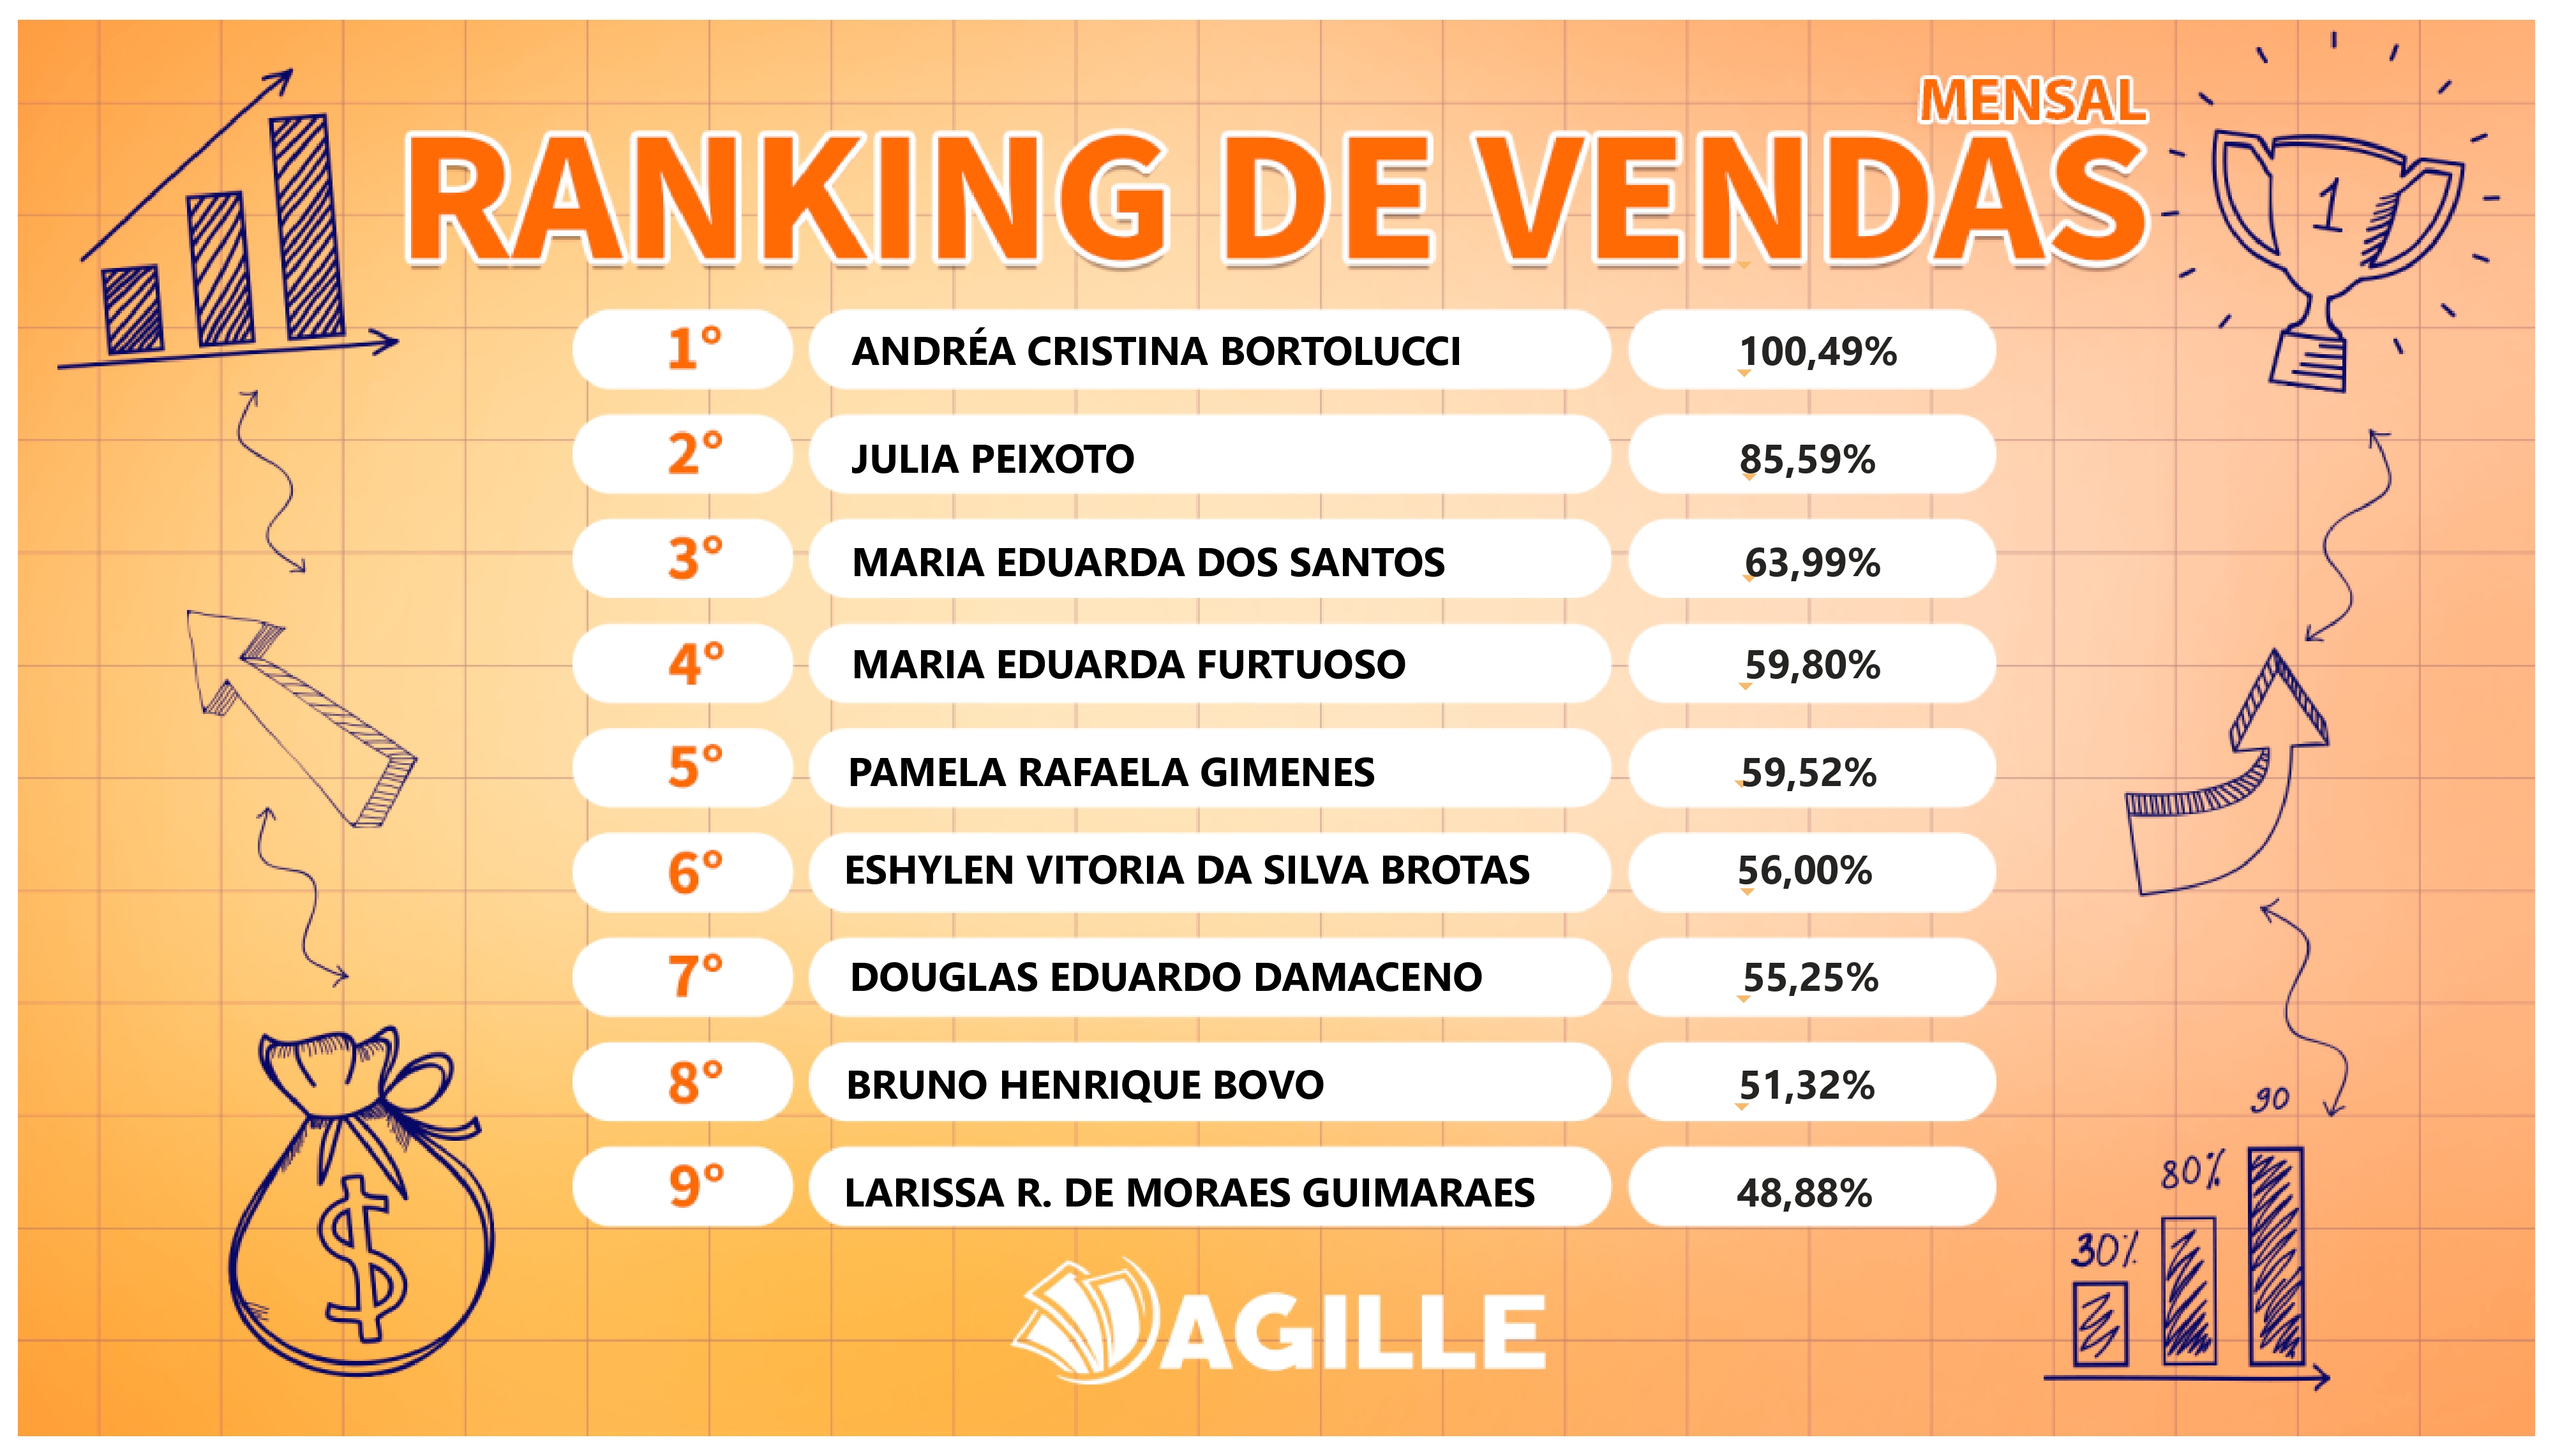 MENSAL
RANKING DE VENDAS
1
1° ANDRÉA CRISTINA BORTOLUCCI 100,49%
2° JULIA PEIXOTO 85,59%
3° MARIA EDUARDA DOS SANTOS 63,99%
4° MARIA EDUARDA FURTUOSO 59,80%
5° PAMELA RAFAELA GIMENES 59,52%
6° ESHYLEN VITORIA DA SILVA BROTAS 56,00%
7° DOUGLAS EDUARDO DAMACENO 55,25%
8° BRUNO HENRIQUE BOVO 51,32%
9° LARISSA R. DE MORAES GUIMARAES 48,88%
90
80%
30%
$
AGILLE